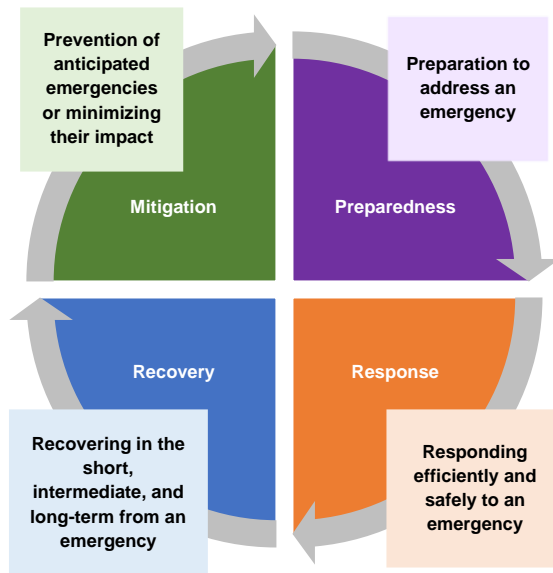 Prevention of
anticipated
emergencies
or minimizing
their impact
Preparation to
address an
emergency
Mitigation
Preparedness
Recovery
Response
Recovering in the
short,
intermediate, and
long-term from an
emergency
Responding
efficiently and
safely to an
emergency